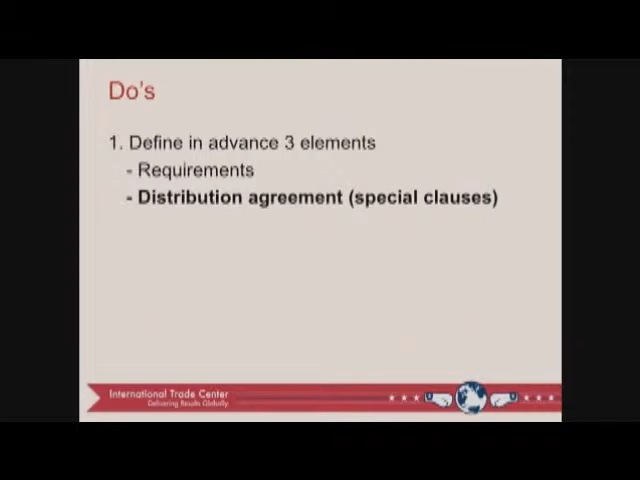 Do's
1. Define in advance 3 elements
- Requirements
- Distribution agreement (special clauses)
International Trade Center
Delivering Results Globally